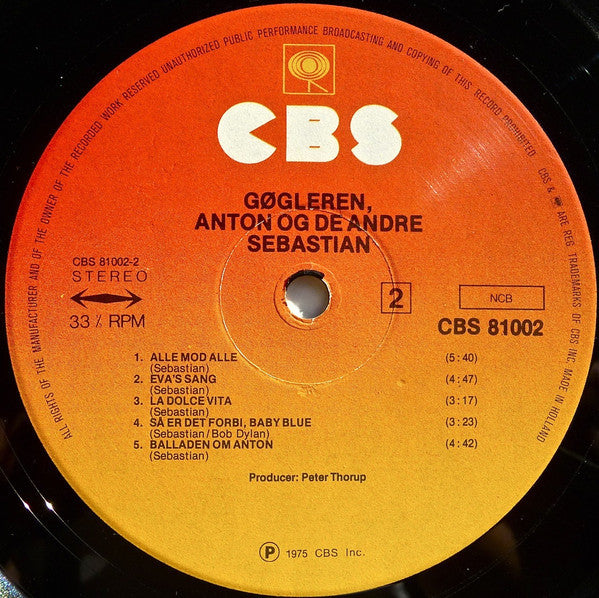 ALL RIGHTS OF THE MANUFACTURER AND OF THE OWNER OF THE RECORDED WORK RESERVED UNAUTHORIZED PUBLIC PERFORMANCE BROADCASTING AND COPYING OF THIS RECORD PROHIBITED
CBS & ARE REG. TRADEMARKS OF CBS INC. MADE IN HOLLAND
CBS
GØGLEREN,
ANTON OG DE ANDRE
SEBASTIAN
CBS 81002-2
STEREO
33 / RPM
2
NCB
CBS 81002
1. ALLE MOD ALLE (5:40)
(Sebastian)
2. EVA'S SANG (4:47)
(Sebastian)
3. LA DOLCE VITA (3:17)
(Sebastian)
4. SÅ ER DET FORBI, BABY BLUE (3:23)
(Sebastian/Bob Dylan)
5. BALLADEN OM ANTON (4:42)
(Sebastian)
Producer: Peter Thorup
℗ 1975 CBS Inc.